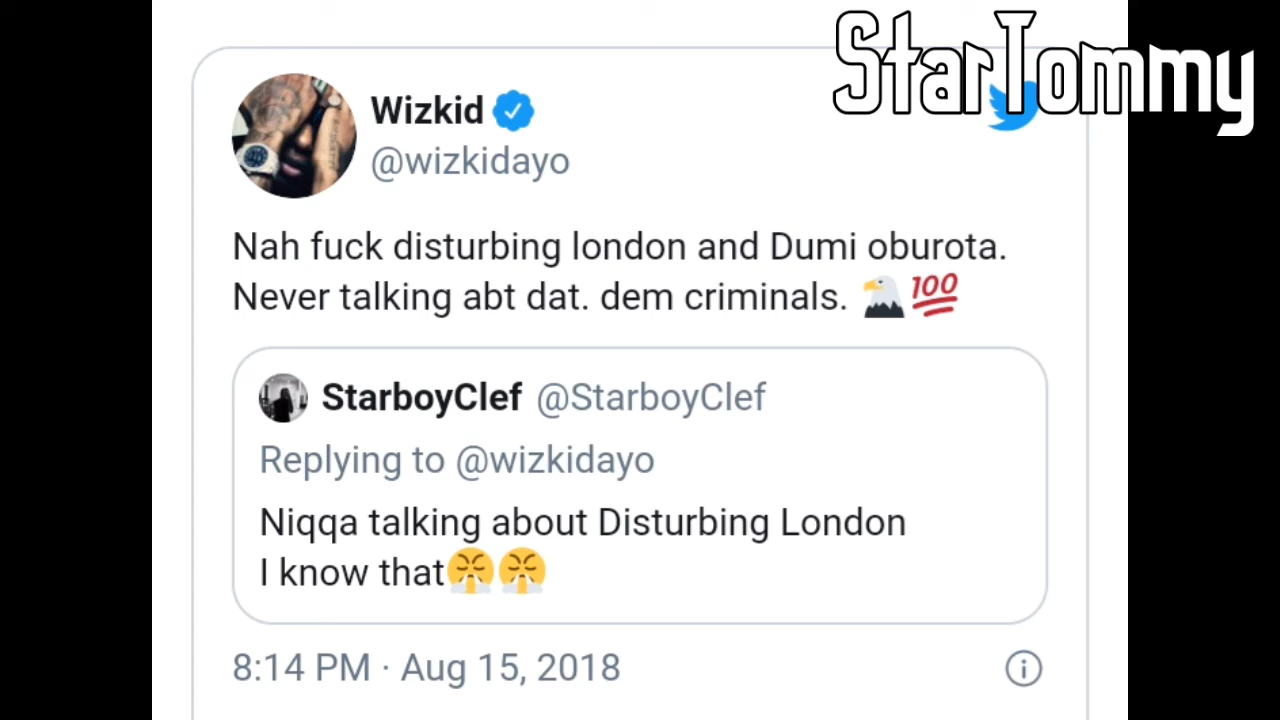 StarTommy
Wizkid
@wizkidayo
Nah fuck disturbing london and Dumi oburota.
Never talking abt dat. dem criminals. 🦅💯
StarboyClef @StarboyClef
Replying to @wizkidayo
Niqqa talking about Disturbing London
I know that😤😤
8:14 PM · Aug 15, 2018